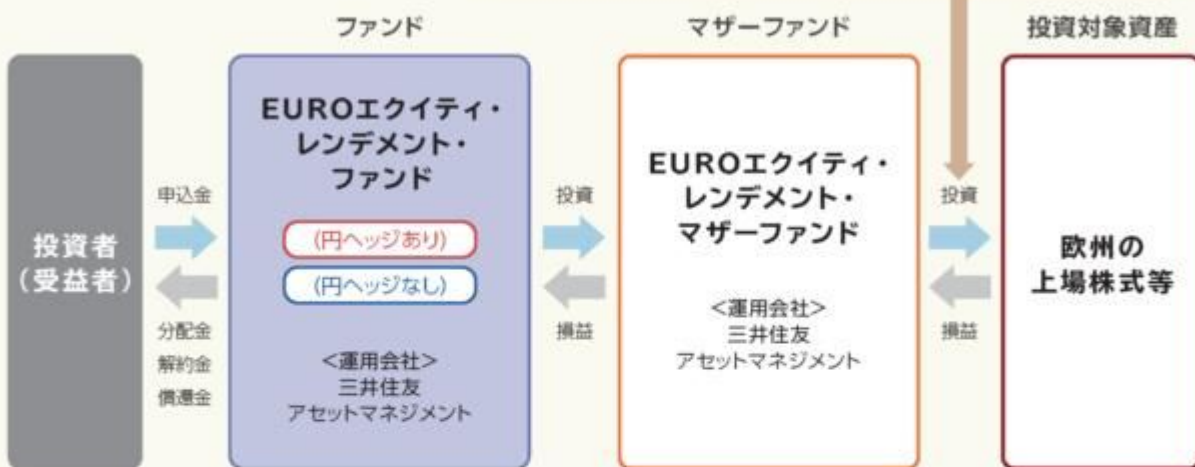 ファンド
マザーファンド
投資対象資産
投資者
(受益者)
申込金
分配金
解約金
償還金
EUROエクイティ・
レンデメント・
ファンド
(円ヘッジあり)
(円ヘッジなし)
<運用会社>
三井住友
アセットマネジメント
投資
損益
EUROエクイティ・
レンデメント・
マザーファンド
<運用会社>
三井住友
アセットマネジメント
投資
損益
欧州の
上場株式等